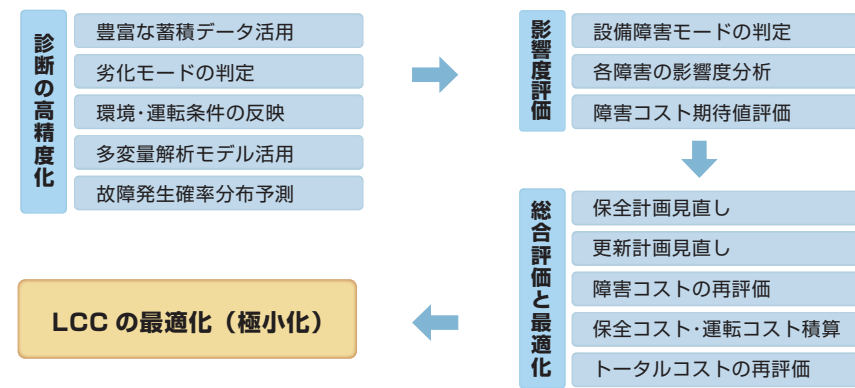 診断の高精度化
豊富な蓄積データ活用
劣化モードの判定
環境・運転条件の反映
多変量解析モデル活用
故障発生確率分布予測
影響度評価
設備障害モードの判定
各障害の影響度分析
障害コスト期待値評価
総合評価と最適化
保全計画見直し
更新計画見直し
障害コストの再評価
保全コスト・運転コスト積算
トータルコストの再評価
LCC の最適化（極小化）